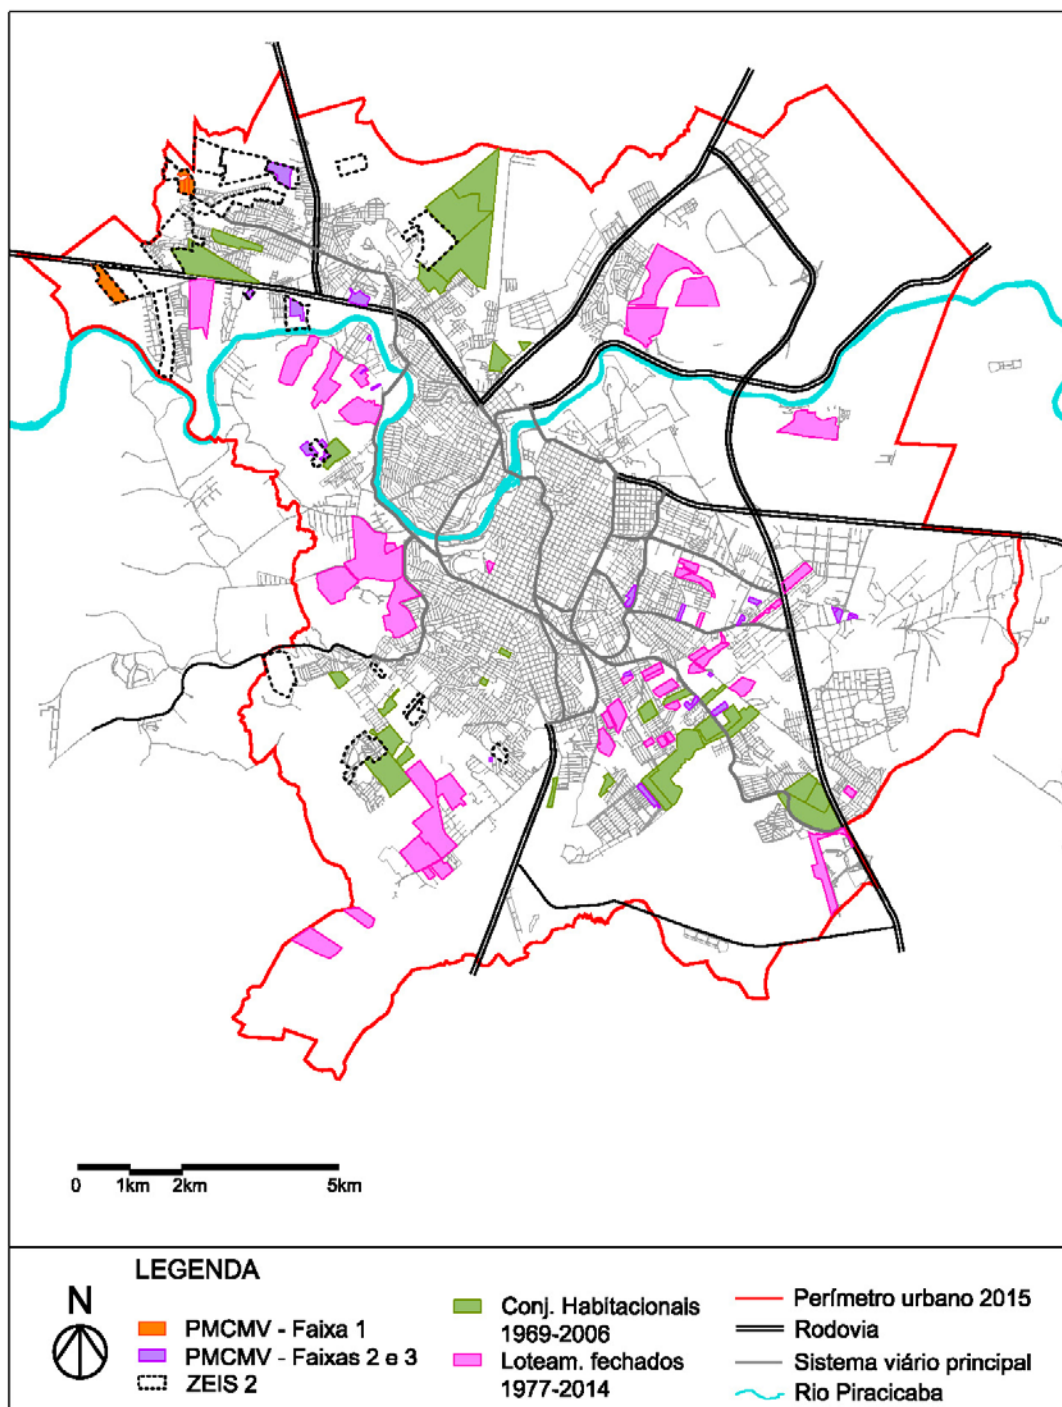 0 1km 2km 5km
LEGENDA
N
PMCMV - Faixa 1
PMCMV - Faixas 2 e 3
ZEIS 2
Conj. Habitacionais
1969-2006
Loteam. fechados
1977-2014
Perímetro urbano 2015
Rodovia
Sistema viário principal
Rio Piracicaba